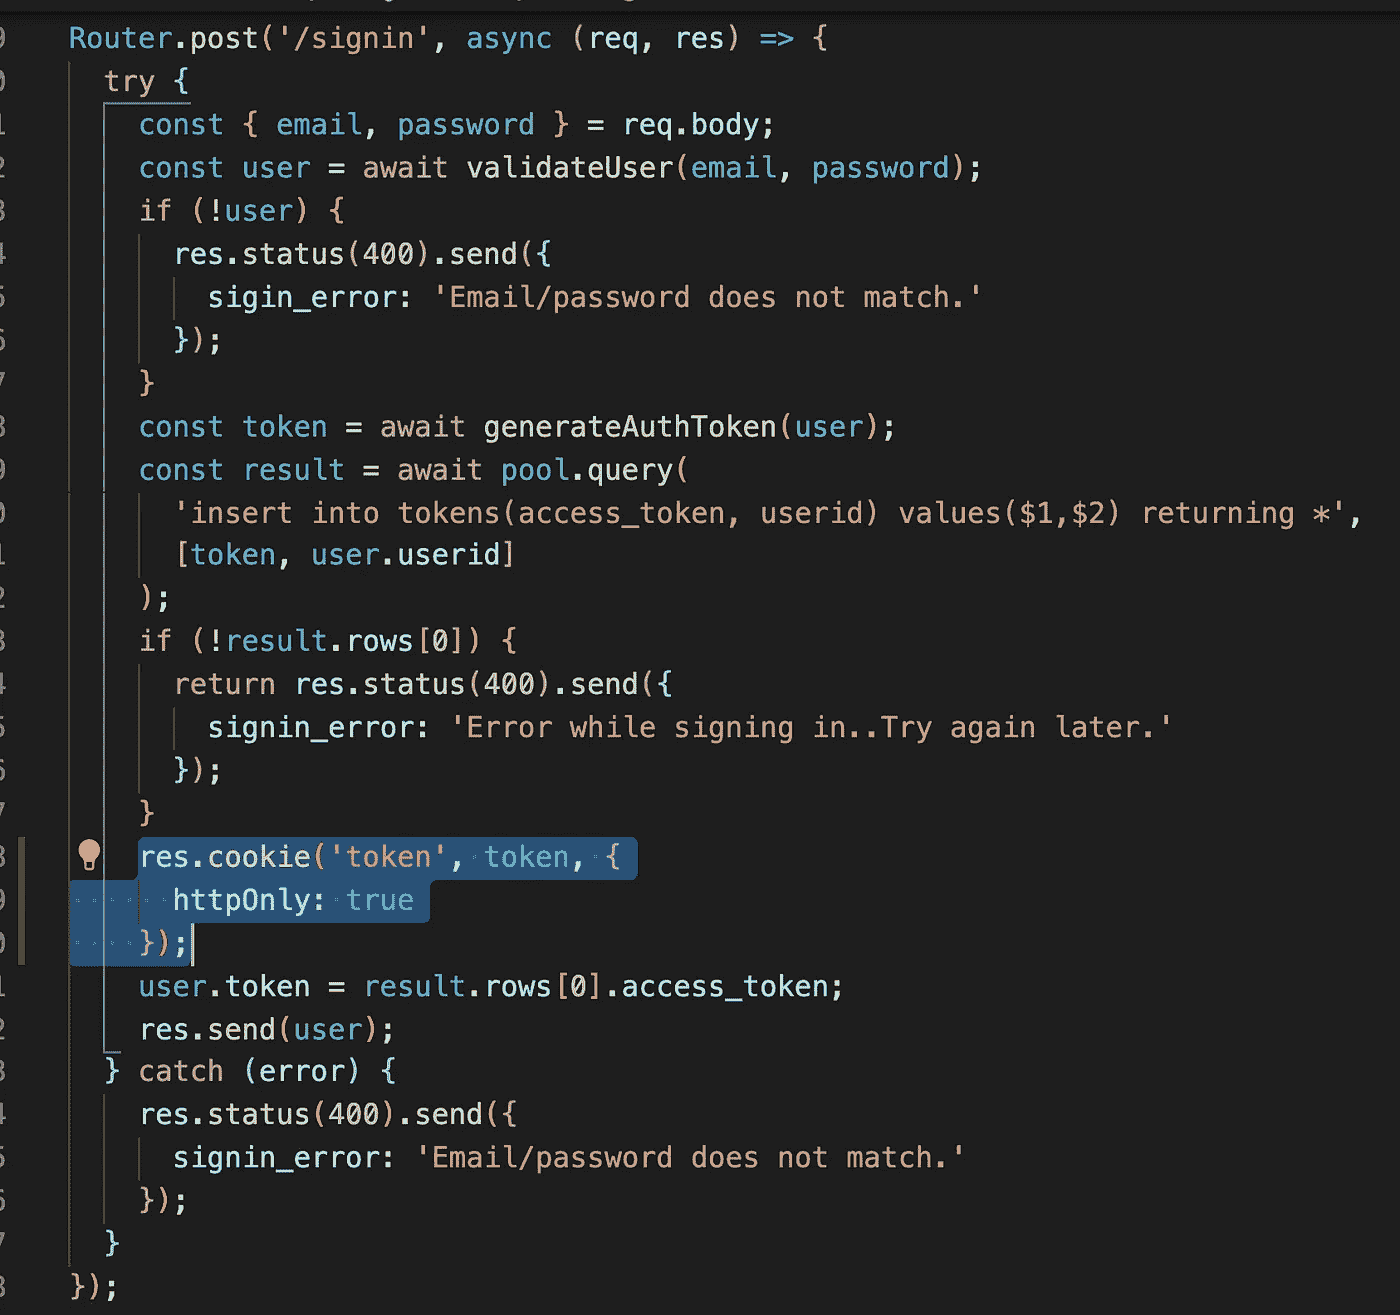 Router.post('/signin', async (req, res) => {
try {
const { email, password } = req.body;
const user = await validateUser(email, password);
if (!user) {
res.status(400).send({
sigin_error: 'Email/password does not match.'
});
}
const token = await generateAuthToken(user);
const result = await pool.query(
'insert into tokens(access_token, userid) values($1,$2) returning *',
[token, user.userid]
);
if (!result.rows[0]) {
return res.status(400).send({
signin_error: 'Error while signing in..Try again later.'
});
}
res.cookie('token', token, {
httpOnly: true
});
user.token = result.rows[0].access_token;
res.send(user);
} catch (error) {
res.status(400).send({
signin_error: 'Email/password does not match.'
});
}
});